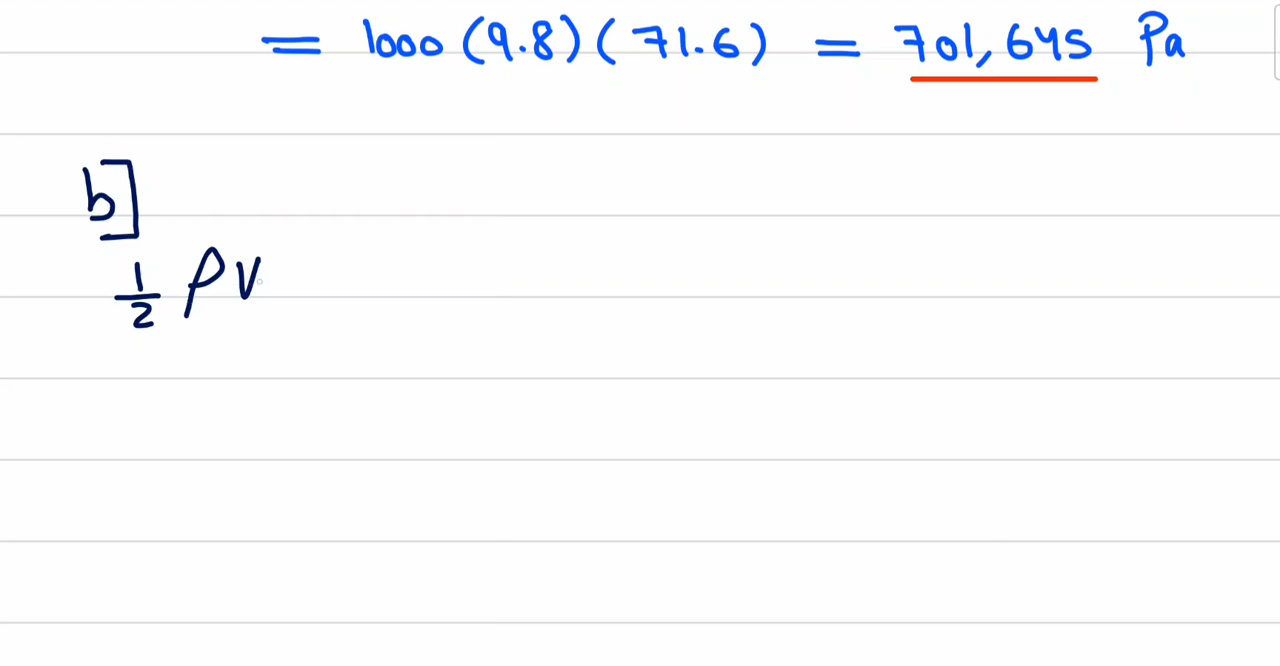 = 1000 (9.8) (71.6) = 701,645 Pa
b]
1/2 ρv